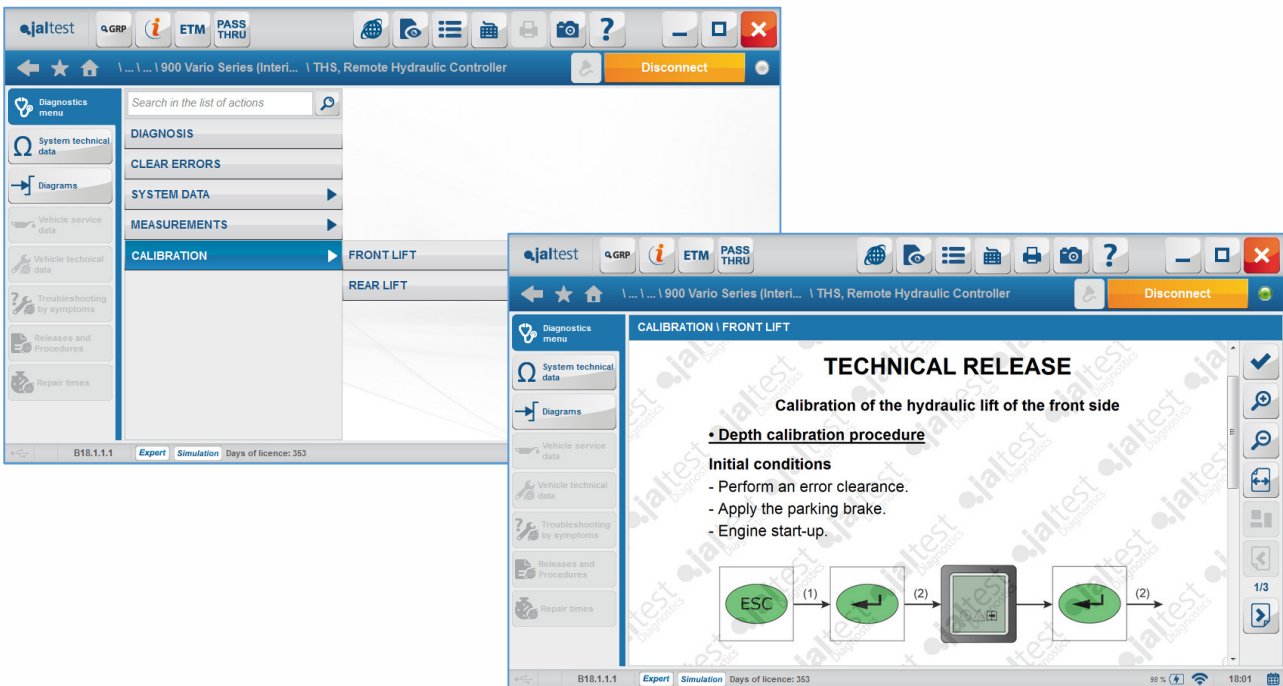 jaltest
GRP
i
ETM
PASS
THRU
?
\ ... \ ... \ 900 Vario Series (Interi... \ THS, Remote Hydraulic Controller
Disconnect
Diagnostics
menu
System technical
data
Diagrams
Vehicle service
data
Vehicle technical
data
Troubleshooting
by symptoms
Releases and
Procedures
Repair times
Search in the list of actions
DIAGNOSIS
CLEAR ERRORS
SYSTEM DATA
MEASUREMENTS
CALIBRATION
FRONT LIFT
REAR LIFT
B18.1.1.1 Expert Simulation Days of licence: 353
jaltest
GRP
i
ETM
PASS
THRU
?
\ ... \ ... \ 900 Vario Series (Interi... \ THS, Remote Hydraulic Controller
Disconnect
Diagnostics
menu
System technical
data
Diagrams
Vehicle service
data
Vehicle technical
data
Troubleshooting
by symptoms
Releases and
Procedures
Repair times
CALIBRATION \ FRONT LIFT
TECHNICAL RELEASE
Calibration of the hydraulic lift of the front side
• Depth calibration procedure
Initial conditions
- Perform an error clearance.
- Apply the parking brake.
- Engine start-up.
ESC (1) (2) (2)
1/3
B18.1.1.1 Expert Simulation Days of licence: 353
98 % 18:01